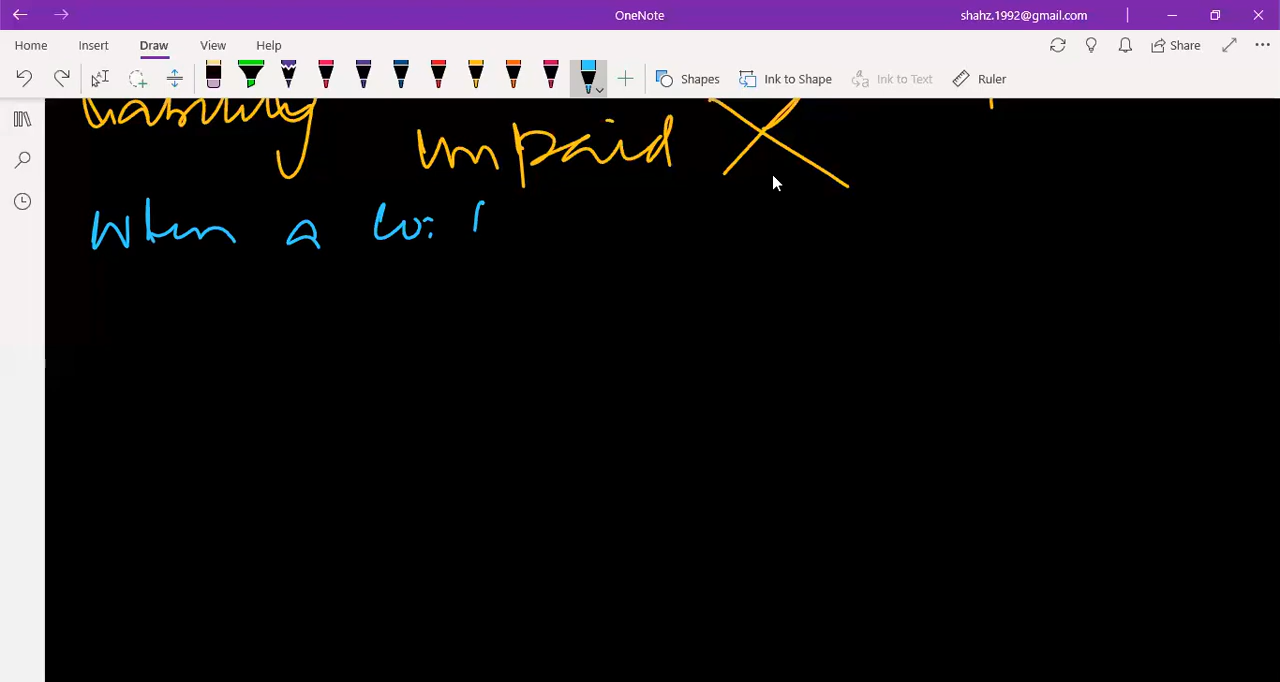 OneNote
shahz.1992@gmail.com
Home Insert Draw View Help
Share
Shapes
Ink to Shape
Ink to Text
Ruler
liability
unpaid
When a Co: